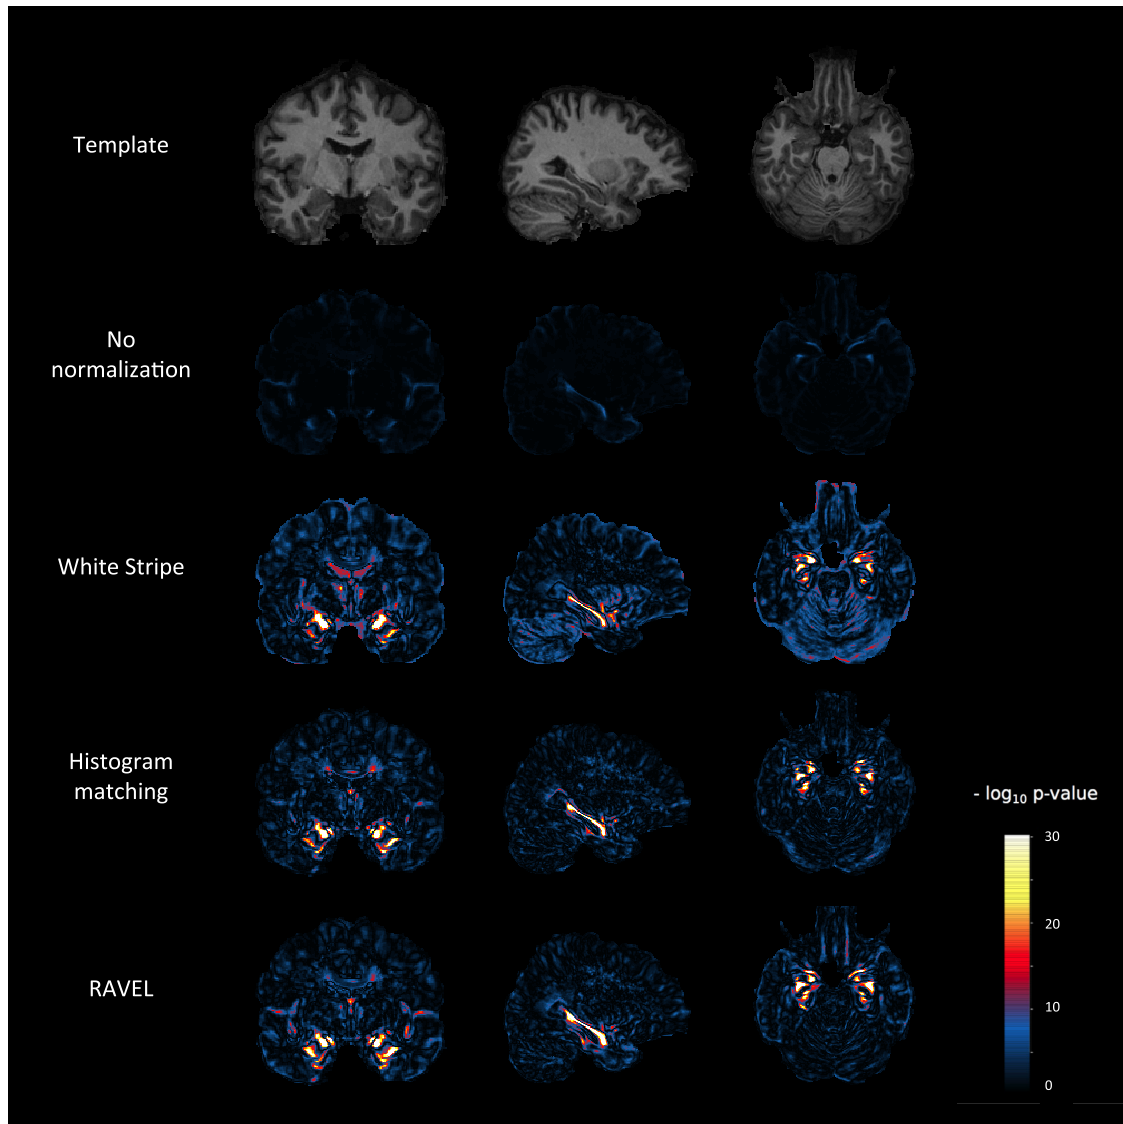 Template
No
normalization
White Stripe
Histogram
matching
- log₁₀ p-value
30
20
10
0
RAVEL